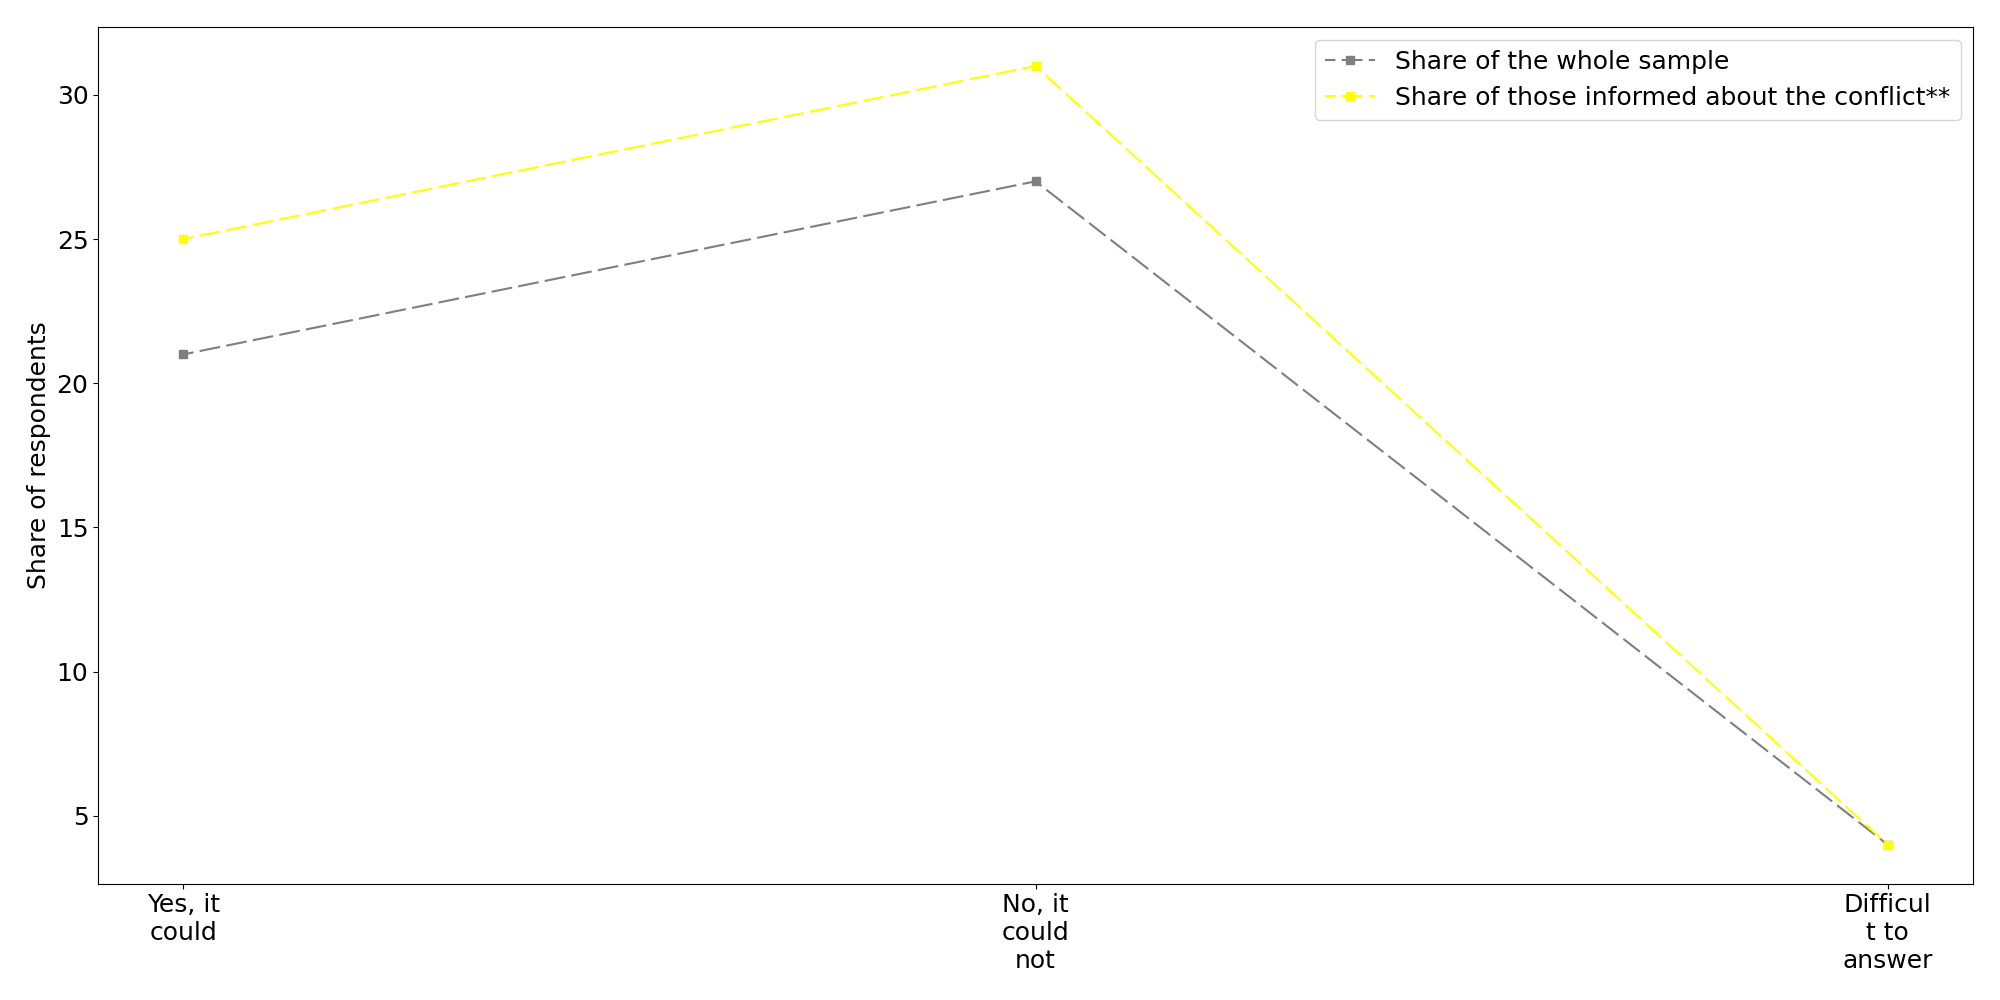 Share of the whole sample
Share of those informed about the conflict**
30
25
20
15
10
5
Share of respondents
Yes, it
could
No, it
could
not
Difficul
t to
answer